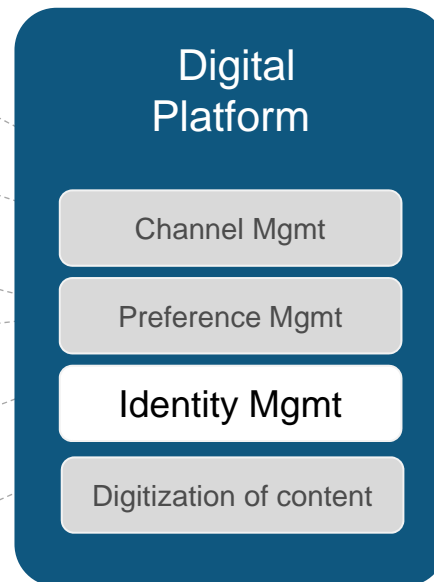 Digital
Platform
Channel Mgmt
Preference Mgmt
Identity Mgmt
Digitization of content